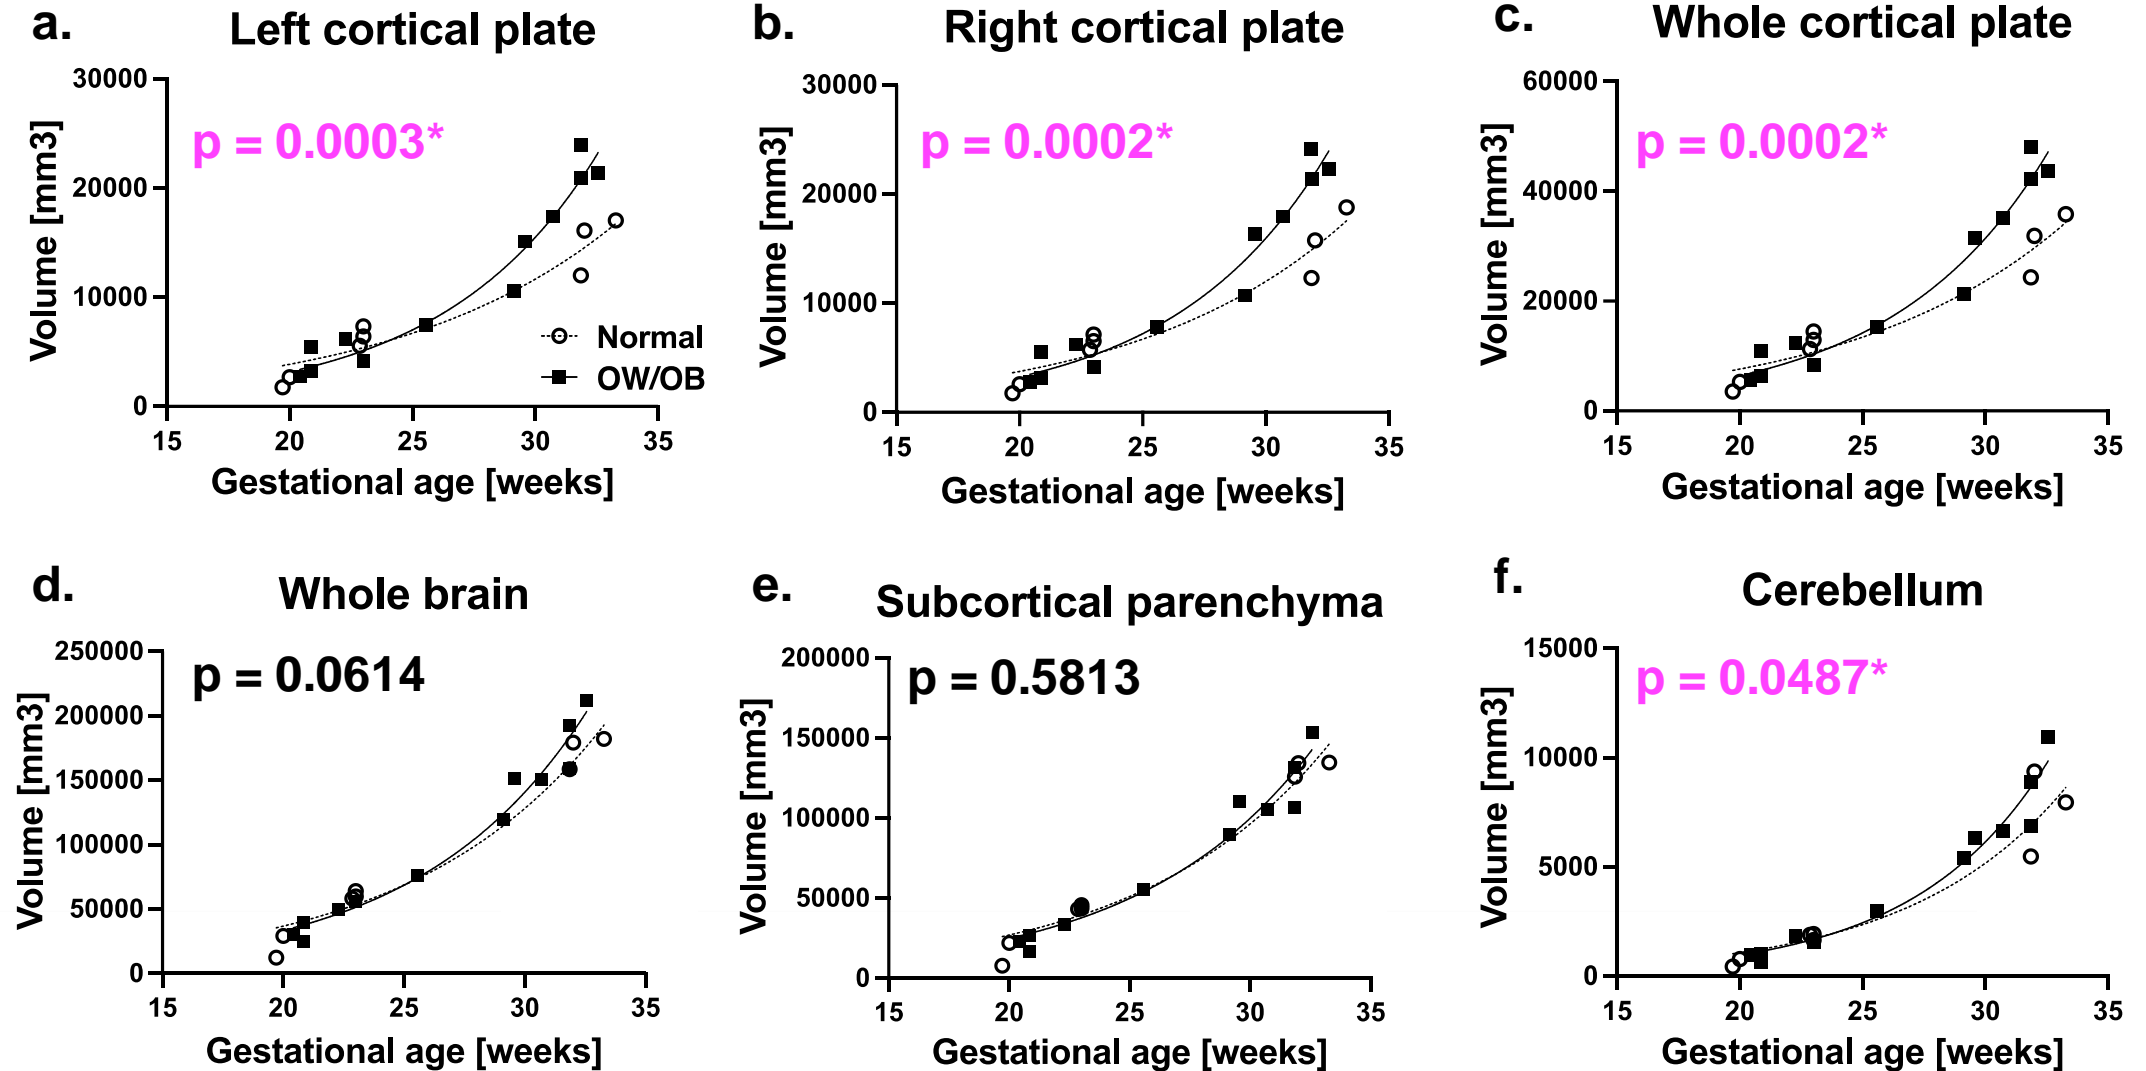 a.
Left cortical plate
30000
20000
10000
0
Volume [mm3]
p = 0.0003*
Normal
OW/OB
15 20 25 30 35
Gestational age [weeks]
b.
Right cortical plate
30000
20000
10000
0
Volume [mm3]
p = 0.0002*
15 20 25 30 35
Gestational age [weeks]
c.
Whole cortical plate
60000
40000
20000
0
Volume [mm3]
p = 0.0002*
15 20 25 30 35
Gestational age [weeks]
d.
Whole brain
250000
200000
150000
100000
50000
0
Volume [mm3]
p = 0.0614
15 20 25 30 35
Gestational age [weeks]
e.
Subcortical parenchyma
200000
150000
100000
50000
0
Volume [mm3]
p = 0.5813
15 20 25 30 35
Gestational age [weeks]
f.
Cerebellum
15000
10000
5000
0
Volume [mm3]
p = 0.0487*
15 20 25 30 35
Gestational age [weeks]